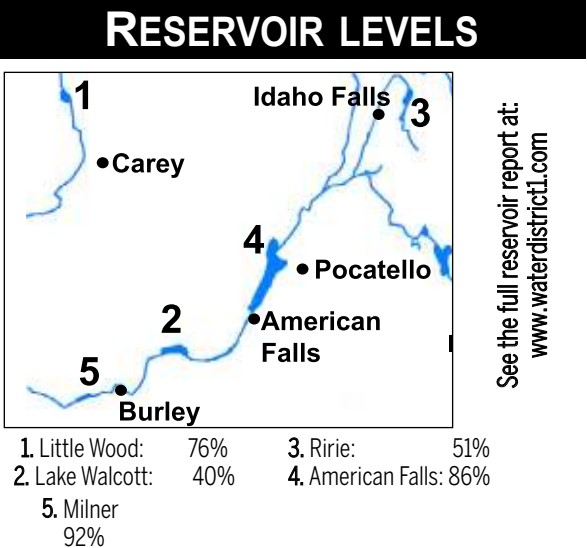 RESERVOIR LEVELS
1
Idaho Falls
3
Carey
4
Pocatello
American
Falls
2
5
Burley
See the full reservoir report at:
www.waterdistrict1.com
1. Little Wood: 76%
2. Lake Walcott: 40%
3. Ririe: 51%
4. American Falls: 86%
5. Milner
92%